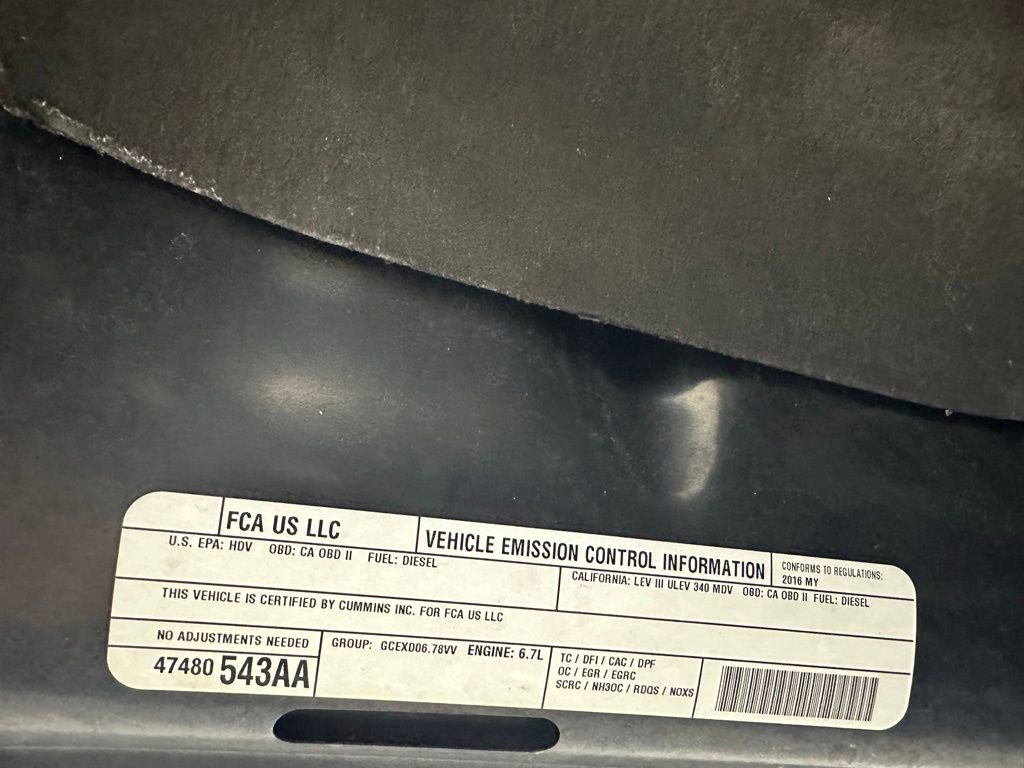 FCA US LLC
VEHICLE EMISSION CONTROL INFORMATION
CONFORMS TO REGULATIONS:
2016 MY
U.S. EPA: HDV OBD: CA OBD II FUEL: DIESEL
CALIFORNIA: LEV III ULEV 340 MDV OBD: CA OBD II FUEL: DIESEL
THIS VEHICLE IS CERTIFIED BY CUMMINS INC. FOR FCA US LLC
NO ADJUSTMENTS NEEDED
47480 543AA
GROUP: GCEXD06.78VV ENGINE: 6.7L
TC / DFI / CAC / DPF
OC / EGR / EGRC
SCRC / NH3OC / RDQS / NOXS